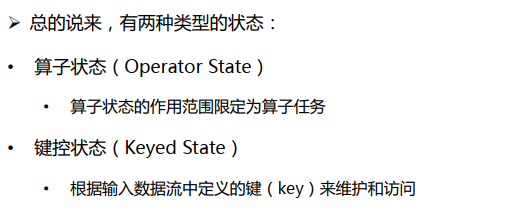 ➢ 总的说来，有两种类型的状态：
• 算子状态（Operator State）
• 算子状态的作用范围限定为算子任务
• 键控状态（Keyed State）
• 根据输入数据流中定义的键（key）来维护和访问